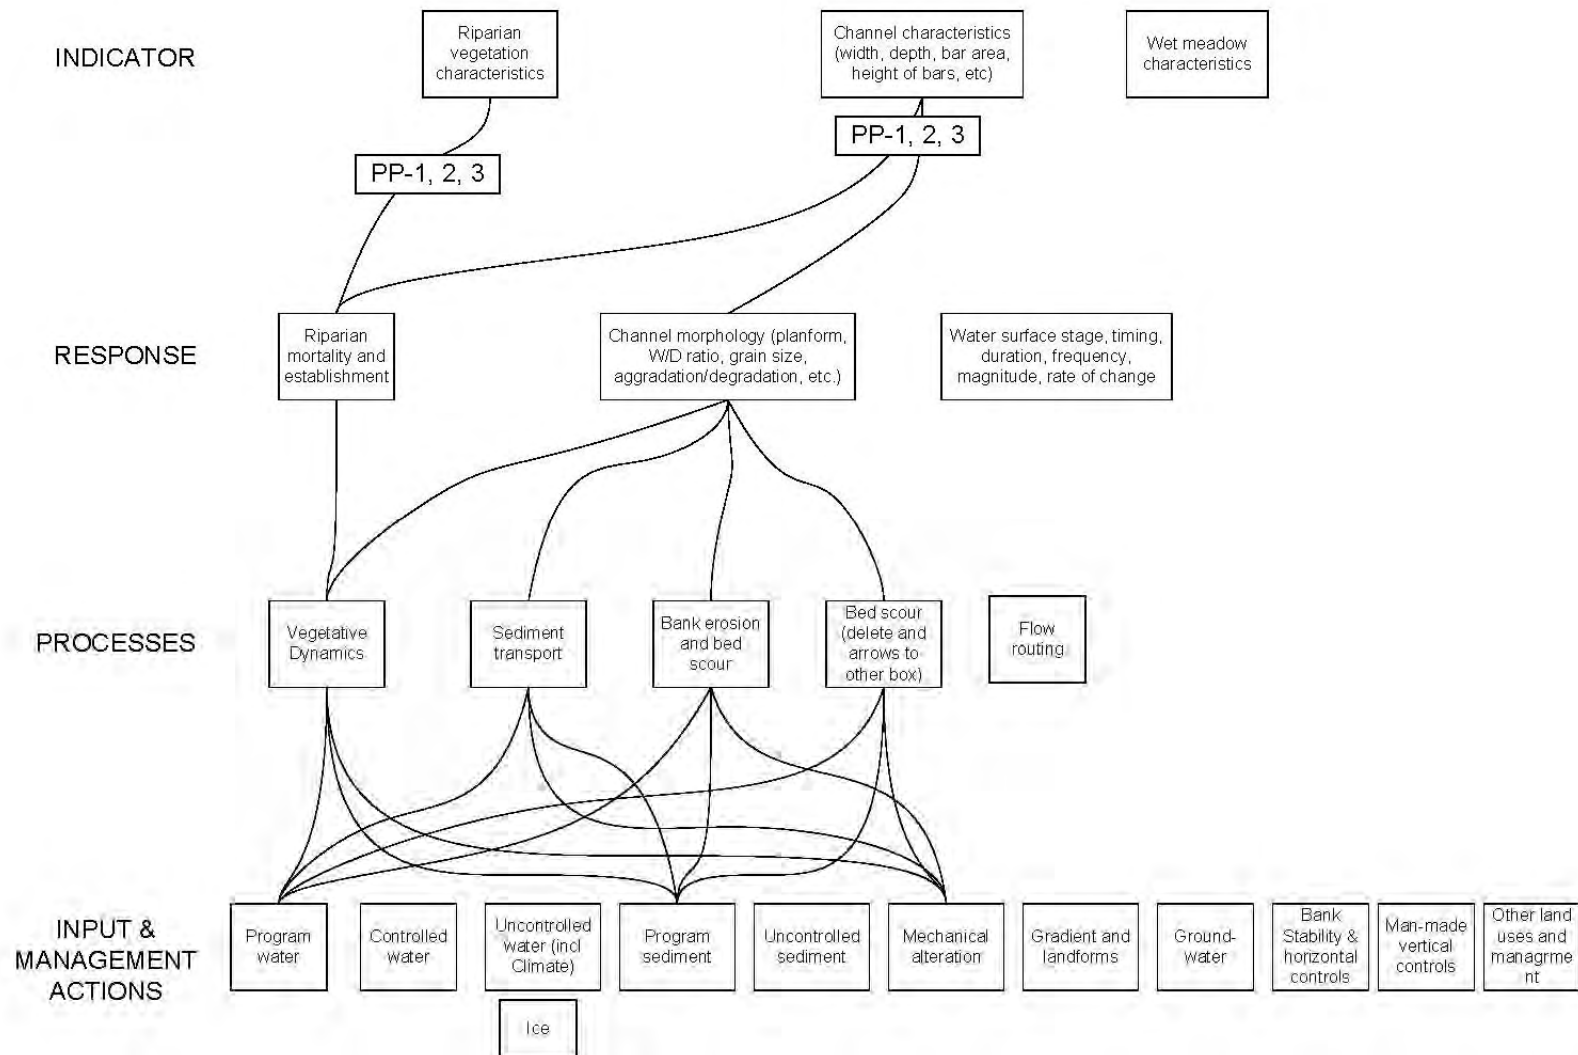 INDICATOR
Riparian
vegetation
characteristics
Channel characteristics
(width, depth, bar area,
height of bars, etc)
Wet meadow
characteristics
PP-1, 2, 3
PP-1, 2, 3
RESPONSE
Riparian
mortality and
establishment
Channel morphology (planform,
W/D ratio, grain size,
aggradation/degradation, etc.)
Water surface stage, timing,
duration, frequency,
magnitude, rate of change
PROCESSES
Vegetative
Dynamics
Sediment
transport
Bank erosion
and bed
scour
Bed scour
(delete and
arrows to
other box)
Flow
routing
INPUT &
MANAGEMENT
ACTIONS
Program
water
Controlled
water
Uncontrolled
water (incl
Climate)
Program
sediment
Uncontrolled
sediment
Mechanical
alteration
Gradient and
landforms
Ground-
water
Bank
Stability &
horizontal
controls
Man-made
vertical
controls
Other land
uses and
managrme
nt
Ice